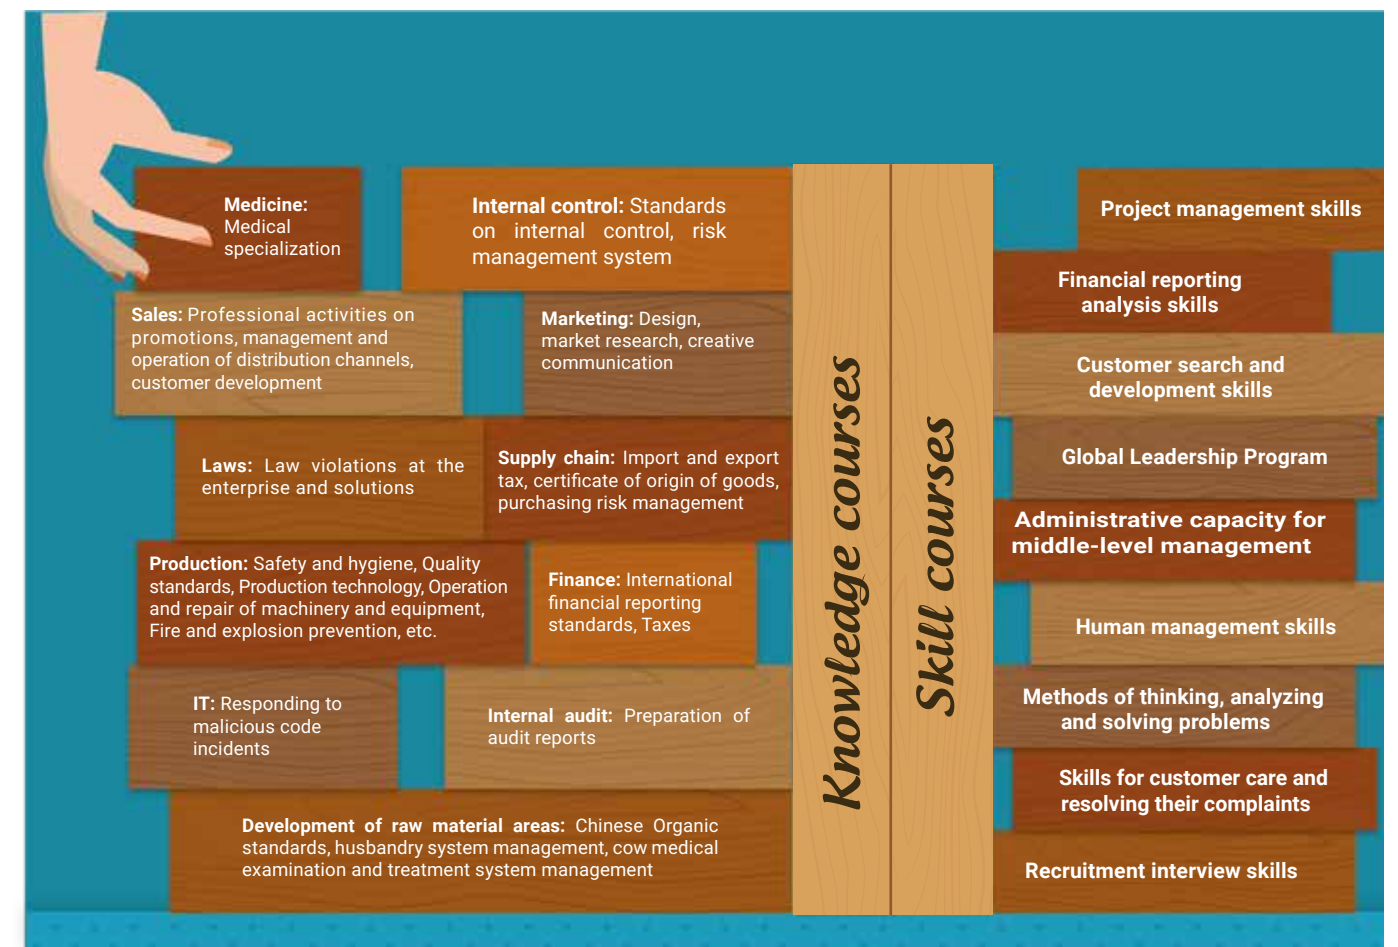 Medicine:
Medical
specialization
Internal control: Standards
on internal control, risk
management system
Sales: Professional activities on
promotions, management and
operation of distribution channels,
customer development
Marketing: Design,
market research, creative
communication
Laws: Law violations at the
enterprise and solutions
Supply chain: Import and export
tax, certificate of origin of goods,
purchasing risk management
Production: Safety and hygiene, Quality
standards, Production technology, Operation
and repair of machinery and equipment,
Fire and explosion prevention, etc.
Finance: International
financial reporting
standards, Taxes
IT: Responding to
malicious code
incidents
Internal audit: Preparation of
audit reports
Development of raw material areas: Chinese Organic
standards, husbandry system management, cow medical
examination and treatment system management
Knowledge courses
Skill courses
Project management skills
Financial reporting
analysis skills
Customer search and
development skills
Global Leadership Program
Administrative capacity for
middle-level management
Human management skills
Methods of thinking, analyzing
and solving problems
Skills for customer care and
resolving their complaints
Recruitment interview skills